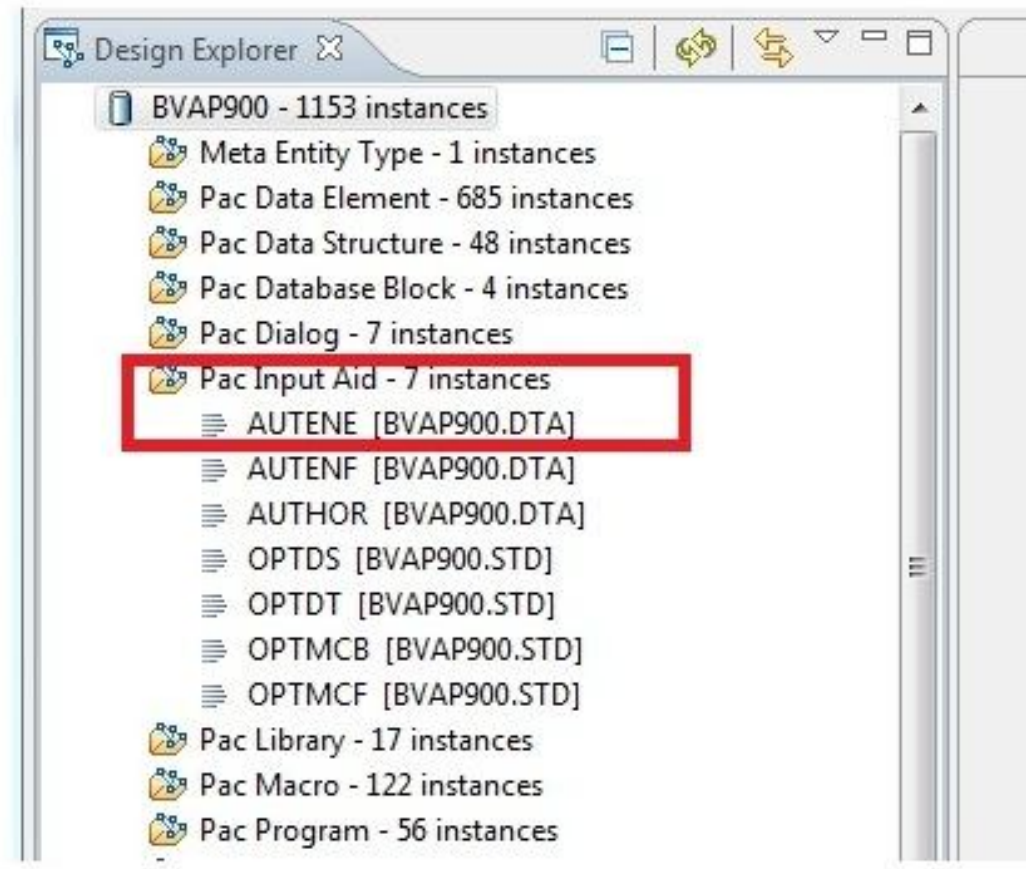 Design Explorer
BVAP900 - 1153 instances
Meta Entity Type - 1 instances
Pac Data Element - 685 instances
Pac Data Structure - 48 instances
Pac Database Block - 4 instances
Pac Dialog - 7 instances
Pac Input Aid - 7 instances
AUTENE [BVAP900.DTA]
AUTENF [BVAP900.DTA]
AUTHOR [BVAP900.DTA]
OPTDS [BVAP900.STD]
OPTDT [BVAP900.STD]
OPTMCB [BVAP900.STD]
OPTMCF [BVAP900.STD]
Pac Library - 17 instances
Pac Macro - 122 instances
Pac Program - 56 instances